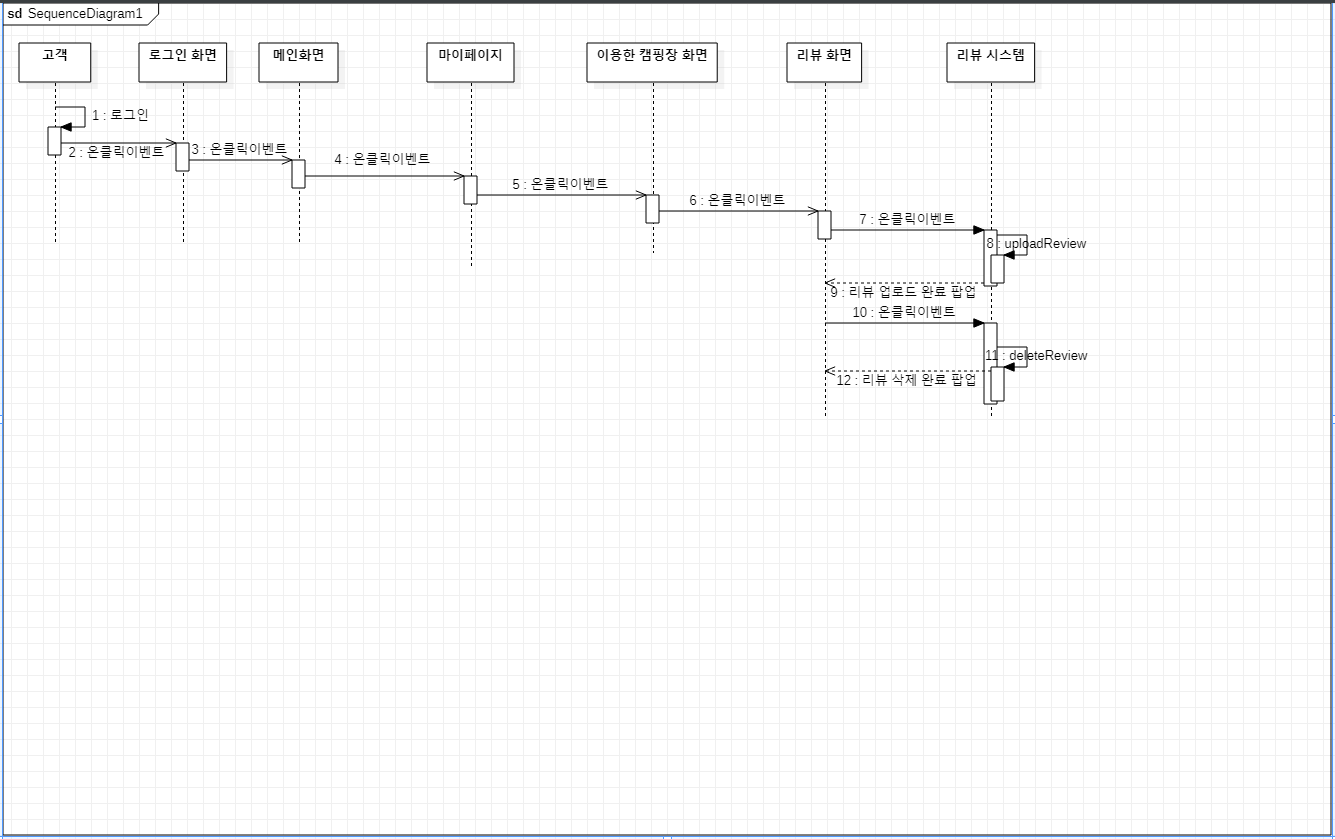 sd SequenceDiagram1
고객
로그인 화면
메인화면
마이페이지
이용한 캠핑장 화면
리뷰 화면
리뷰 시스템
1 : 로그인
2 : 온클릭이벤트
3 : 온클릭이벤트
4 : 온클릭이벤트
5 : 온클릭이벤트
6 : 온클릭이벤트
7 : 온클릭이벤트
8 : uploadReview
9 : 리뷰 업로드 완료 팝업
10 : 온클릭이벤트
11 : deleteReview
12 : 리뷰 삭제 완료 팝업